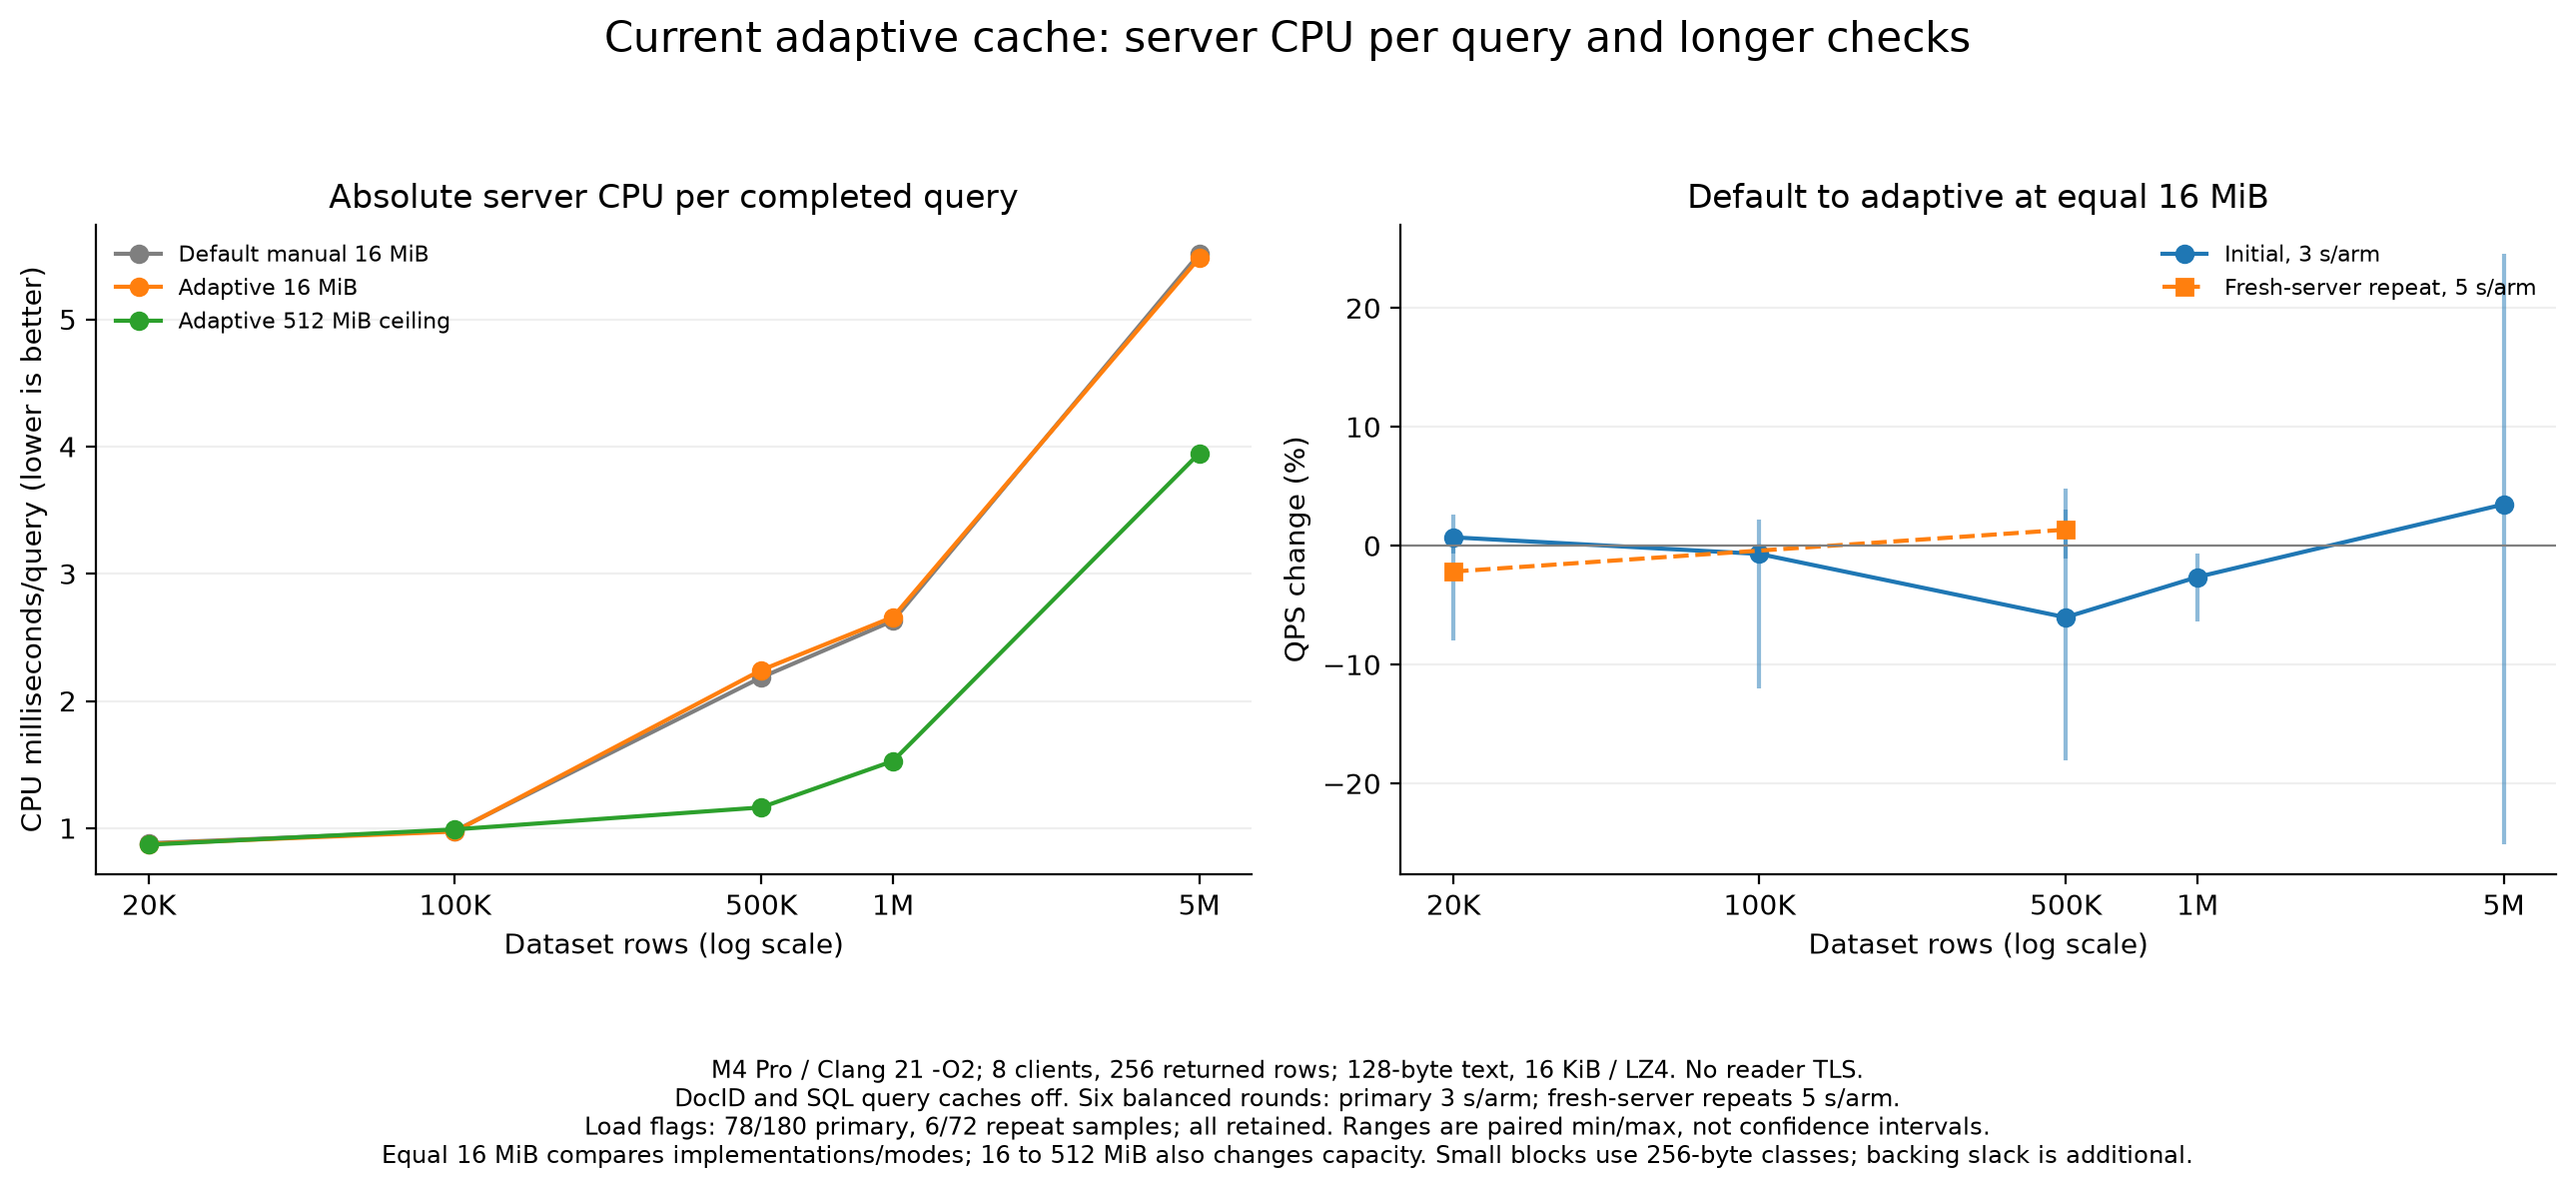 Current adaptive cache: server CPU per query and longer checks
Absolute server CPU per completed query
Default manual 16 MiB
Adaptive 16 MiB
Adaptive 512 MiB ceiling
CPU milliseconds/query (lower is better)
5
4
3
2
1
20K
100K
500K
1M
5M
Dataset rows (log scale)
Default to adaptive at equal 16 MiB
Initial, 3 s/arm
Fresh-server repeat, 5 s/arm
QPS change (%)
20
10
0
−10
−20
20K
100K
500K
1M
5M
Dataset rows (log scale)
M4 Pro / Clang 21 -O2; 8 clients, 256 returned rows; 128-byte text, 16 KiB / LZ4. No reader TLS.
DocID and SQL query caches off. Six balanced rounds: primary 3 s/arm; fresh-server repeats 5 s/arm.
Load flags: 78/180 primary, 6/72 repeat samples; all retained. Ranges are paired min/max, not confidence intervals.
Equal 16 MiB compares implementations/modes; 16 to 512 MiB also changes capacity. Small blocks use 256-byte classes; backing slack is additional.